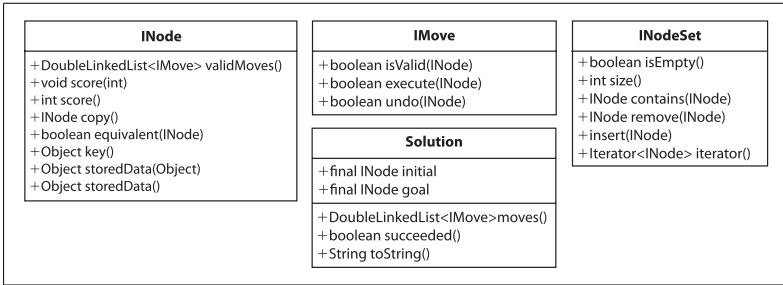 INode
+DoubleLinkedList<IMove> validMoves()
+void score(int)
+int score()
+INode copy()
+boolean equivalent(INode)
+Object key()
+Object storedData(Object)
+Object storedData()
IMove
+boolean isValid(INode)
+boolean execute(INode)
+boolean undo(INode)
Solution
+final INode initial
+final INode goal
+DoubleLinkedList<IMove>moves()
+boolean succeeded()
+String toString()
INodeSet
+boolean isEmpty()
+int size()
+INode contains(INode)
+INode remove(INode)
+insert(INode)
+Iterator<INode> iterator()